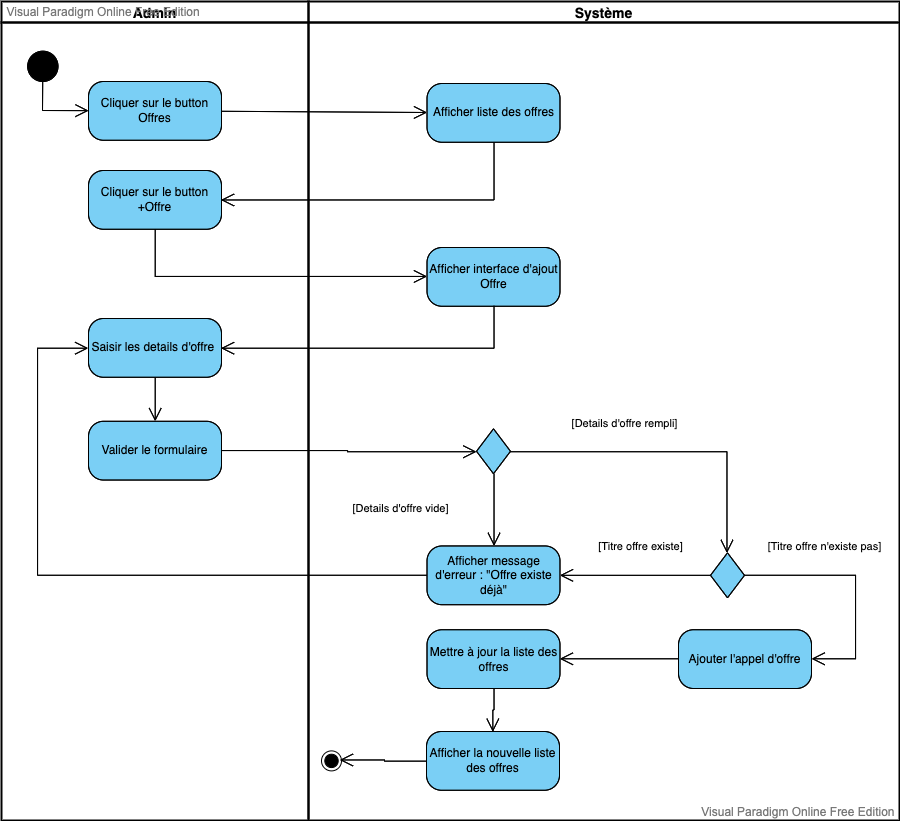 Visual Paradigm Online Free Edition
Admin
Système
Cliquer sur le button
Offres
Afficher liste des offres
Cliquer sur le button
+Offre
Afficher interface d'ajout
Offre
Saisir les details d'offre
Valider le formulaire
[Details d'offre rempli]
[Details d'offre vide]
[Titre offre existe]
[Titre offre n'existe pas]
Afficher message
d'erreur : "Offre existe
déjà"
Mettre à jour la liste des
offres
Ajouter l'appel d'offre
Afficher la nouvelle liste
des offres
Visual Paradigm Online Free Edition